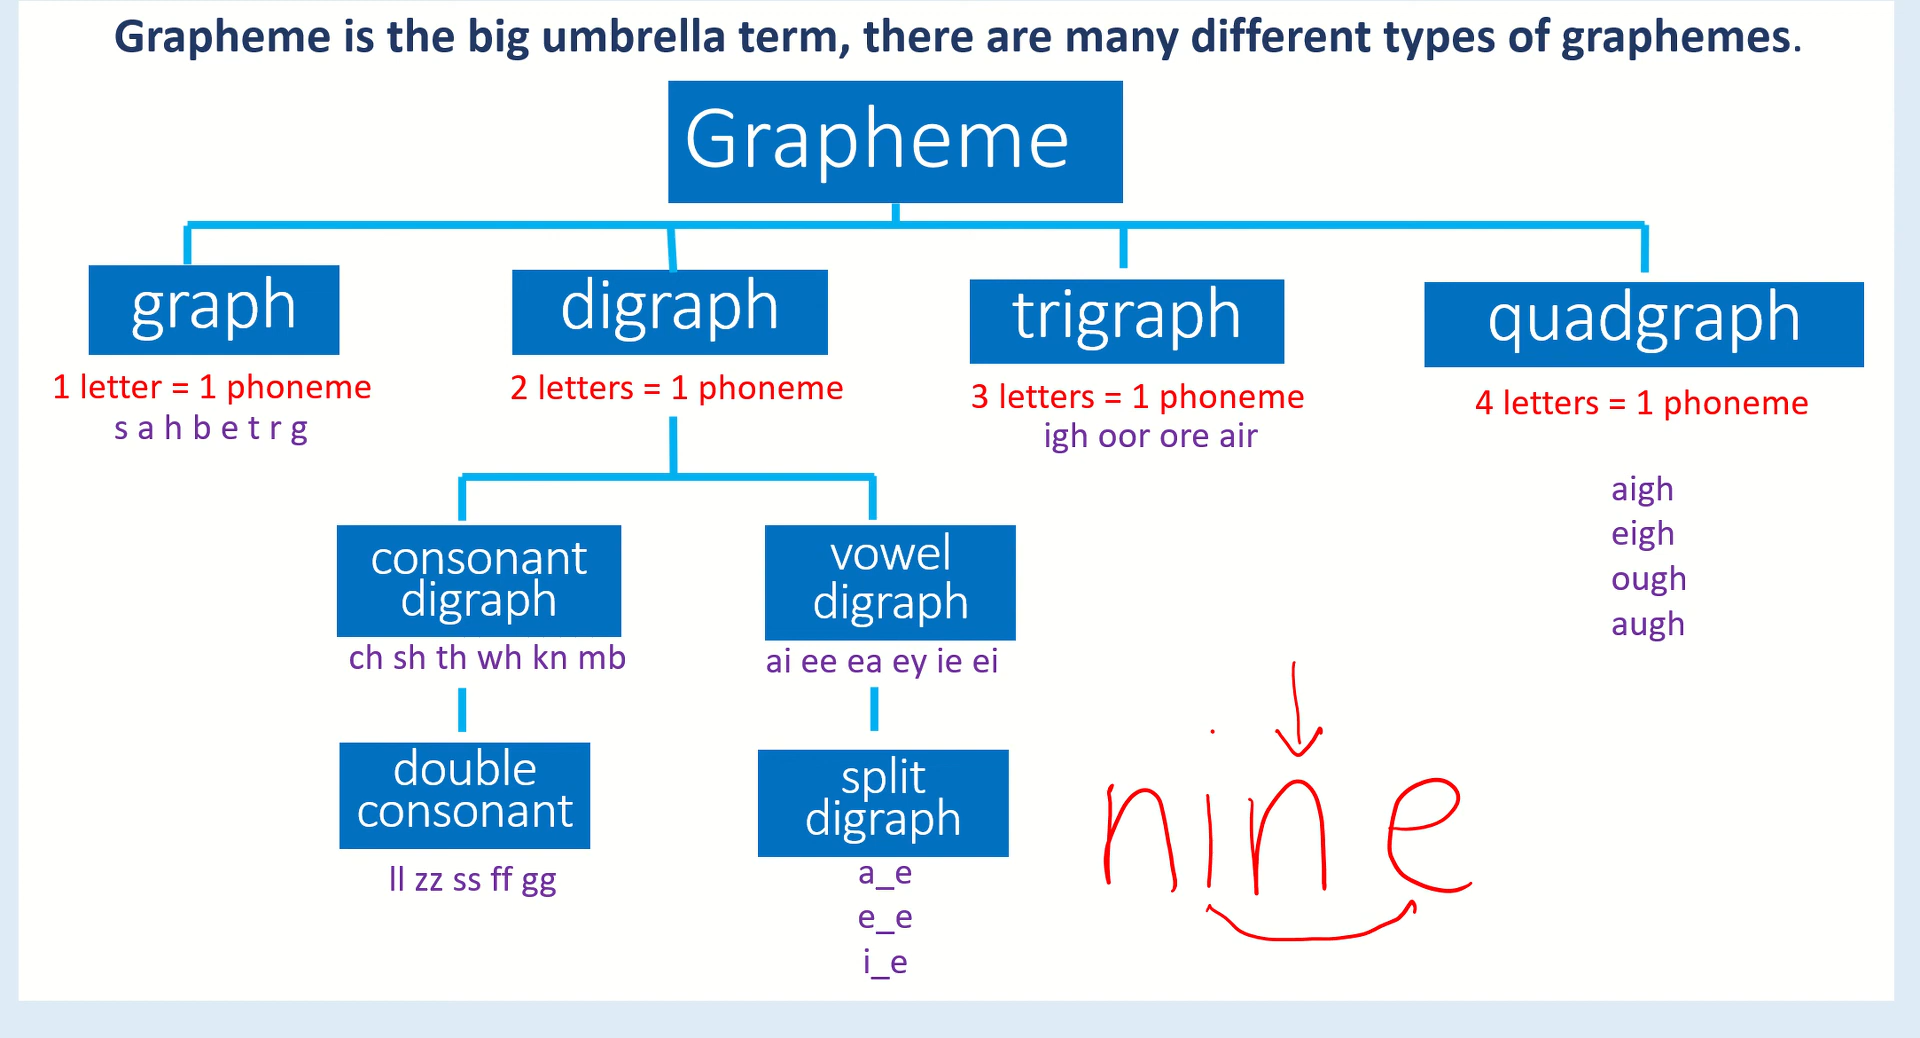 Grapheme is the big umbrella term, there are many different types of graphemes.
Grapheme
graph
1 letter = 1 phoneme
s a h b e t r g
digraph
2 letters = 1 phoneme
trigraph
3 letters = 1 phoneme
igh oor ore air
quadgraph
4 letters = 1 phoneme
aigh
eigh
ough
augh
consonant
digraph
ch sh th wh kn mb
vowel
digraph
ai ee ea ey ie ei
double
consonant
ll zz ss ff gg
split
digraph
a_e
e_e
i_e
nine